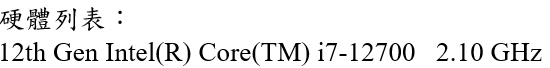 硬體列表：
12th Gen Intel(R) Core(TM) i7-12700   2.10 GHz